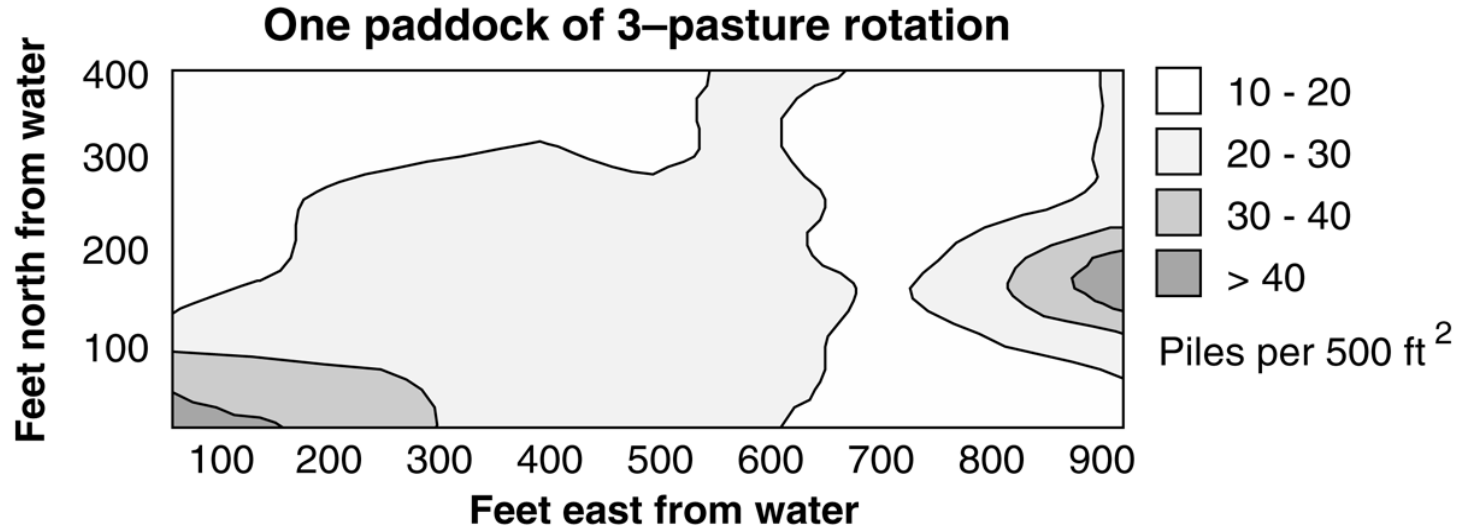 One paddock of 3–pasture rotation
Feet north from water
400
300
200
100
100 200 300 400 500 600 700 800 900
Feet east from water
10 - 20
20 - 30
30 - 40
> 40
Piles per 500 ft 2